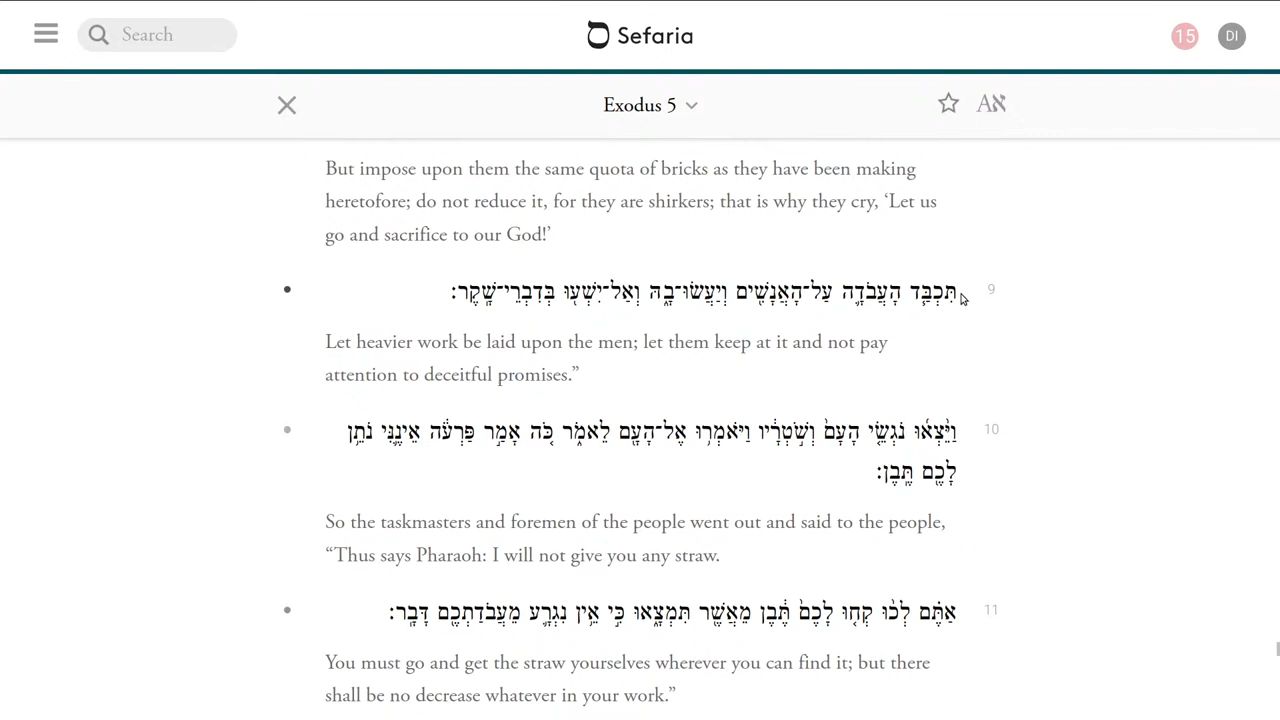 Search
Sefaria
15
DI
Exodus 5
But impose upon them the same quota of bricks as they have been making
heretofore; do not reduce it, for they are shirkers; that is why they cry, ‘Let us
go and sacrifice to our God!’
תִּכְבַּ֧ד הָעֲבֹדָ֛ה עַל־הָאֲנָשִׁ֖ים וְיַעֲשׂוּ־בָ֑הּ וְאַל־יִשְׁע֖וּ בְּדִבְרֵי־שָֽׁקֶר׃
9
Let heavier work be laid upon the men; let them keep at it and not pay
attention to deceitful promises.”
וַיֵּ֨צְא֜וּ נֹגְשֵׂ֤י הָעָם֙ וְשֹׁ֣טְרָ֔יו וַיֹּאמְר֥וּ אֶל־הָעָ֖ם לֵאמֹ֑ר כֹּ֚ה אָמַ֣ר פַּרְעֹ֔ה אֵינֶ֛נִּי נֹתֵ֥ן
10
לָכֶ֖ם תֶּֽבֶן׃
So the taskmasters and foremen of the people went out and said to the people,
“Thus says Pharaoh: I will not give you any straw.
אַתֶּ֗ם לְכ֨וּ קְח֤וּ לָכֶם֙ תֶּ֔בֶן מֵאֲשֶׁ֖ר תִּמְצָ֑אוּ כִּ֣י אֵ֥ין נִגְרָ֛ע מֵעֲבֹדַתְכֶ֖ם דָּבָֽר׃
11
You must go and get the straw yourselves wherever you can find it; but there
shall be no decrease whatever in your work.”